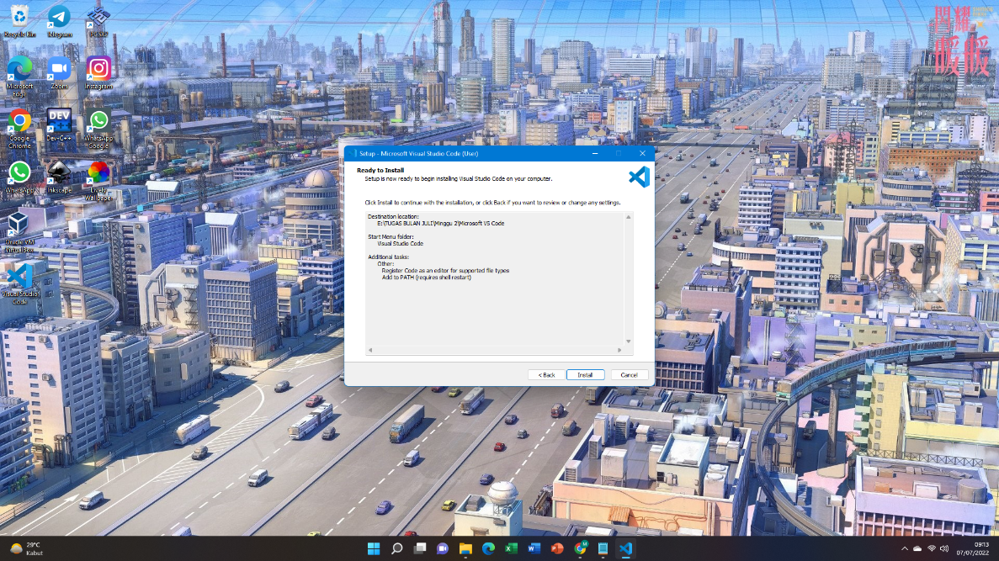 Recycle Bin
Telegram
Microsoft
Edge
Zoom
Instagram
Google
Chrome
DEV
C++
Dev-C++
WhatsApp
Google
WhatsApp
Inkscape
Lively
Wallpaper
Oracle VM
VirtualBox
Visual Studio
Code
閃耀
暖暖
Setup - Microsoft Visual Studio Code (User)
Ready to Install
Setup is now ready to begin installing Visual Studio Code on your computer.
Click Install to continue with the installation, or click Back if you want to review or change any settings.
Destination location:
E:\TUGAS BULAN JULI\Minggu 2\Microsoft VS Code
Start Menu folder:
Visual Studio Code
Additional tasks:
Other:
Register Code as an editor for supported file types
Add to PATH (requires shell restart)
< Back
Install
Cancel
29°C
Kabut
09:13
07/07/2022